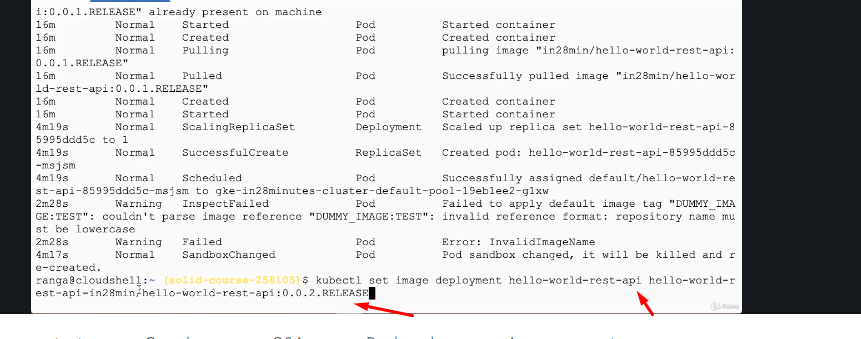 i:0.0.1.RELEASE" already present on machine
16m Normal Started Pod Started container
16m Normal Created Pod Created container
16m Normal Pulling Pod pulling image "in28min/hello-world-rest-api:
0.0.1.RELEASE"
16m Normal Pulled Pod Successfully pulled image "in28min/hello-wor
ld-rest-api:0.0.1.RELEASE"
16m Normal Created Pod Created container
16m Normal Started Pod Started container
4m19s Normal ScalingReplicaSet Deployment Scaled up replica set hello-world-rest-api-8
5995ddd5c to 1
4m19s Normal SuccessfulCreate ReplicaSet Created pod: hello-world-rest-api-85995ddd5c
-msjsm
4m19s Normal Scheduled Pod Successfully assigned default/hello-world-re
st-api-85995ddd5c-msjsm to gke-in28minutes-cluster-default-pool-19eb1ee2-glxw
2m28s Warning InspectFailed Pod Failed to apply default image tag "DUMMY_IMA
GE:TEST": couldn't parse image reference "DUMMY_IMAGE:TEST": invalid reference format: repository name mu
st be lowercase
2m28s Warning Failed Pod Error: InvalidImageName
4m17s Normal SandboxChanged Pod Pod sandbox changed, it will be killed and r
e-created.
ranga@cloudshell:~ (solid-course-258105)$ kubectl set image deployment hello-world-rest-api hello-world-r
est-api-in28min/hello-world-rest-api:0.0.2.RELEASE